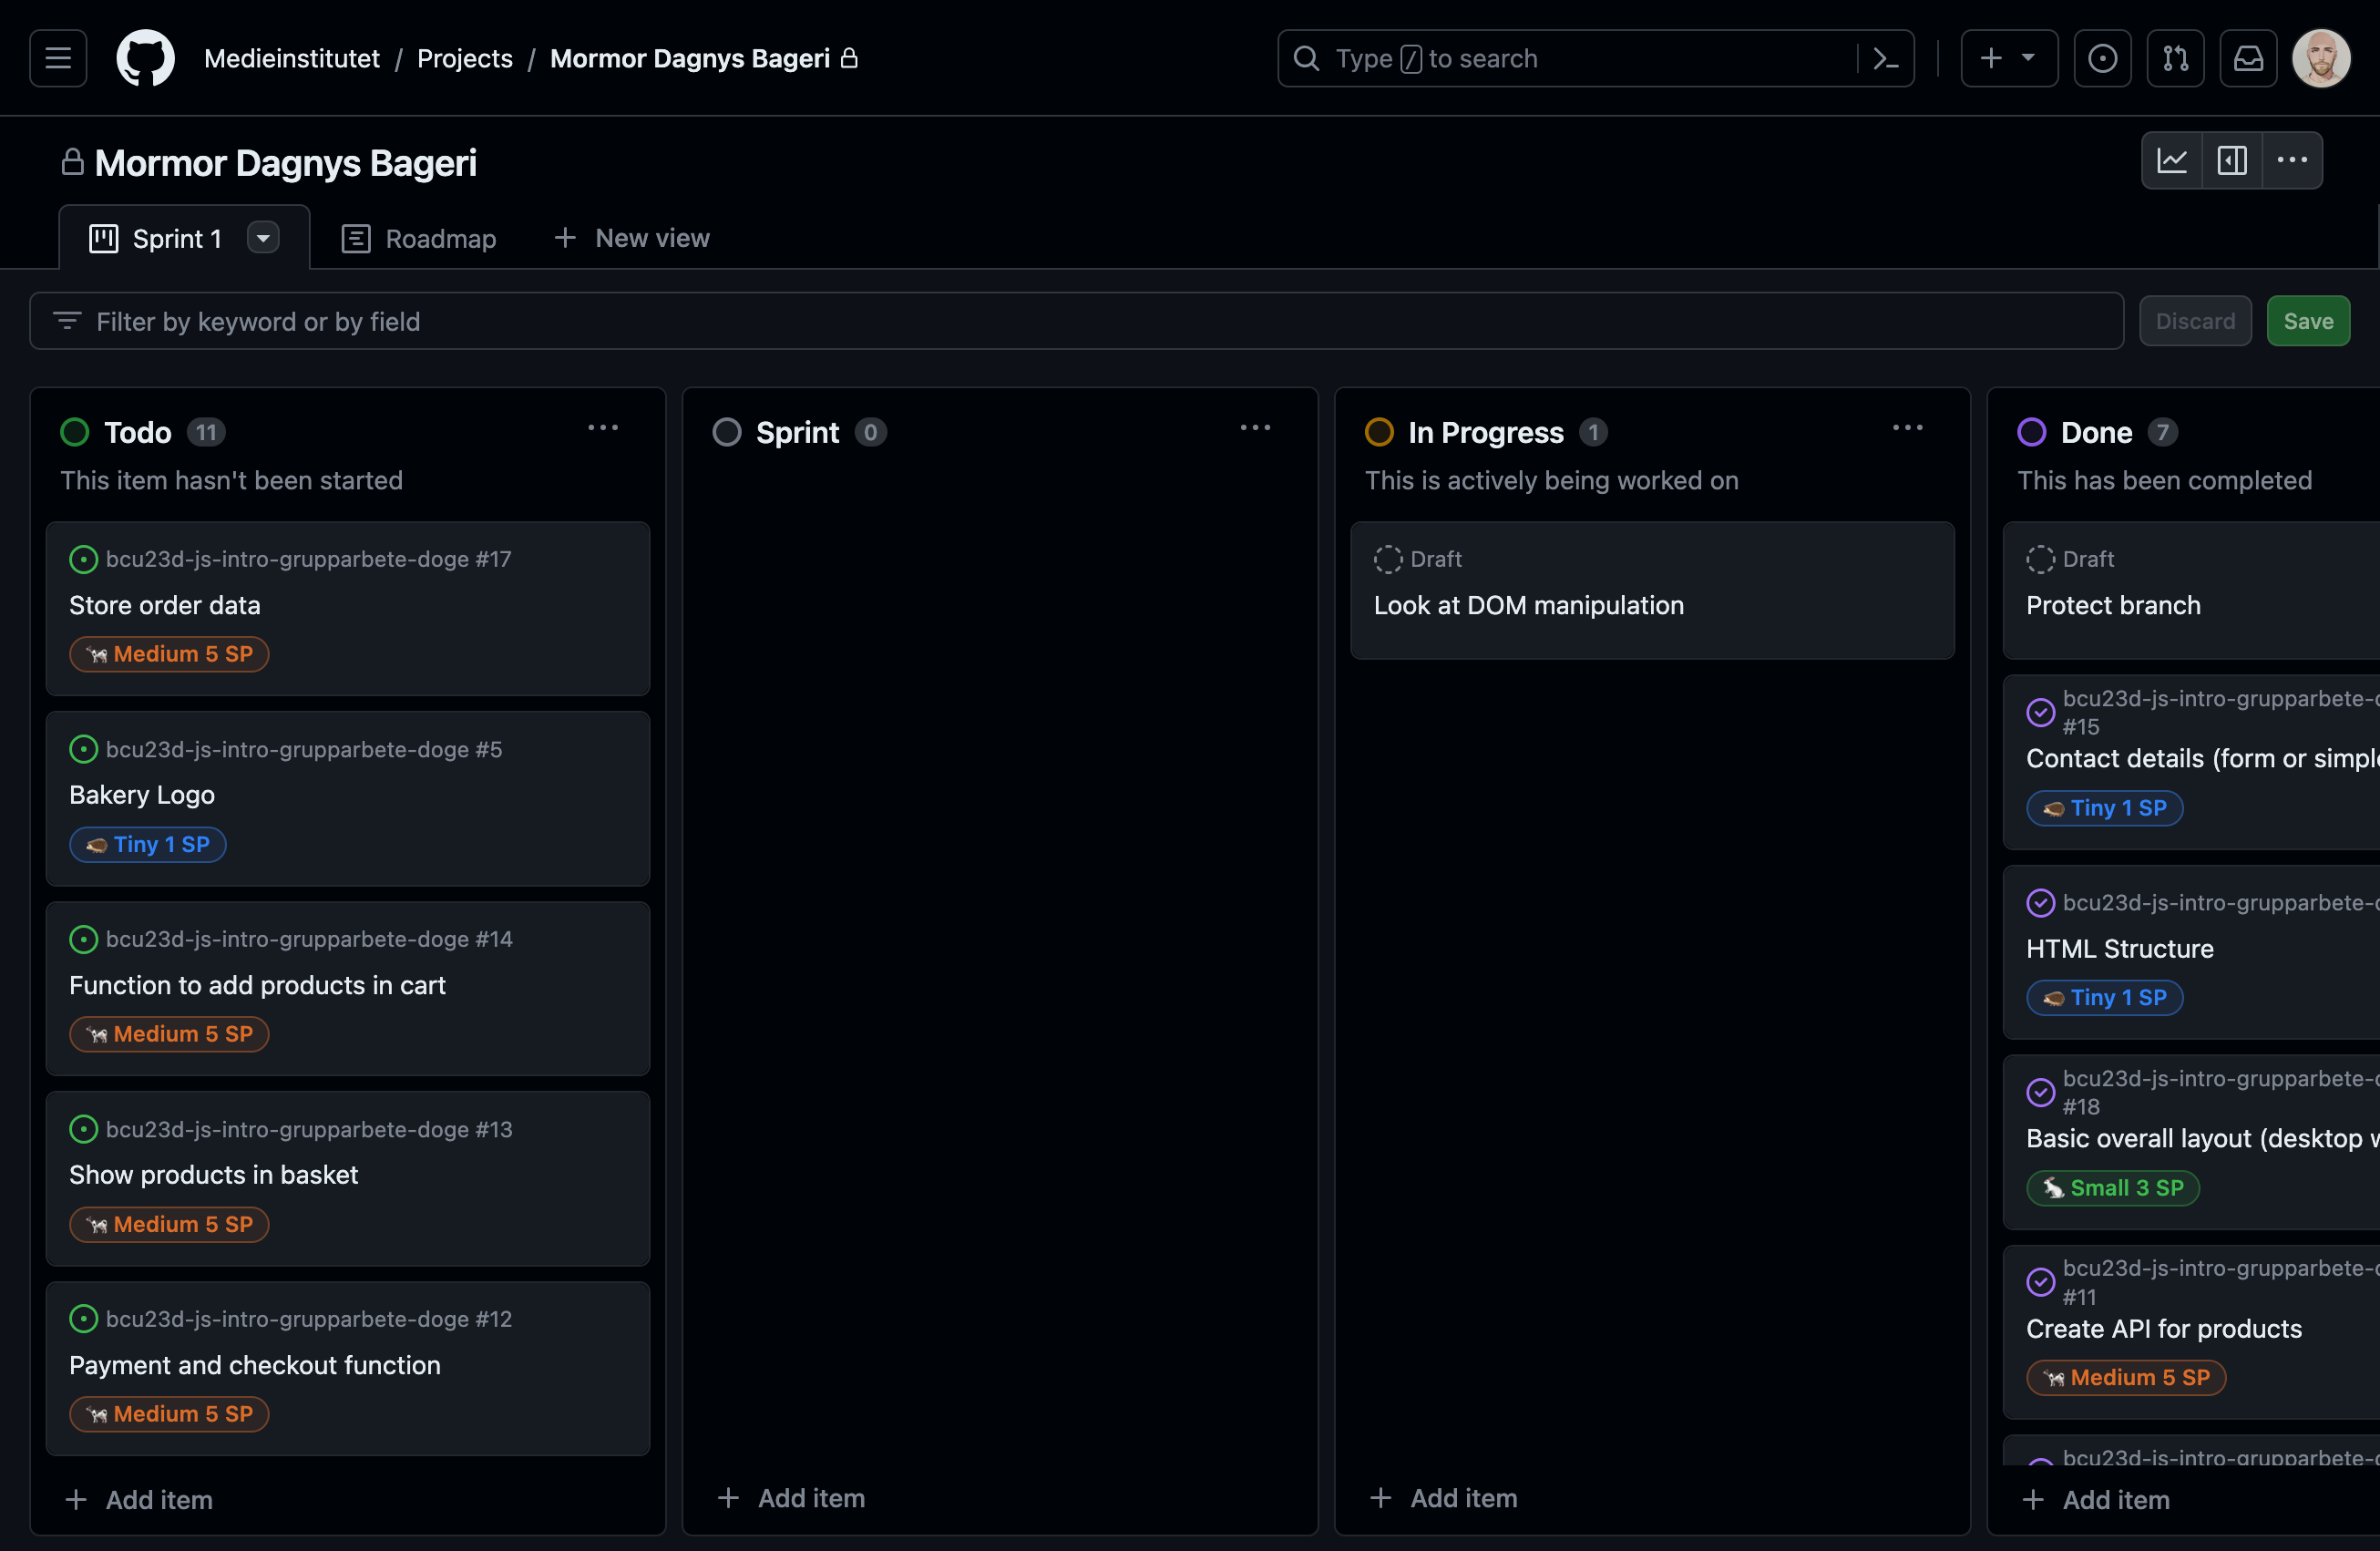 Medieinstitutet / Projects / Mormor Dagnys Bageri
Type / to search
Mormor Dagnys Bageri
Sprint 1
Roadmap
New view
Filter by keyword or by field
Discard
Save
Todo 11
This item hasn't been started
bcu23d-js-intro-grupparbete-doge #17
Store order data
Medium 5 SP
bcu23d-js-intro-grupparbete-doge #5
Bakery Logo
Tiny 1 SP
bcu23d-js-intro-grupparbete-doge #14
Function to add products in cart
Medium 5 SP
bcu23d-js-intro-grupparbete-doge #13
Show products in basket
Medium 5 SP
bcu23d-js-intro-grupparbete-doge #12
Payment and checkout function
Medium 5 SP
Add item
Sprint 0
Add item
In Progress 1
This is actively being worked on
Draft
Look at DOM manipulation
Add item
Done 7
This has been completed
Draft
Protect branch
bcu23d-js-intro-grupparbete-
#15
Contact details (form or
Tiny 1 SP
bcu23d-js-intro-grupparbete-
HTML Structure
Tiny 1 SP
bcu23d-js-intro-grupparbete-
#18
Basic overall layout (desktop
Small 3 SP
bcu23d-js-intro-grupparbete-
#11
Create API for products
Medium 5 SP
bcu23d-js-intro-grupparbete-
Add item